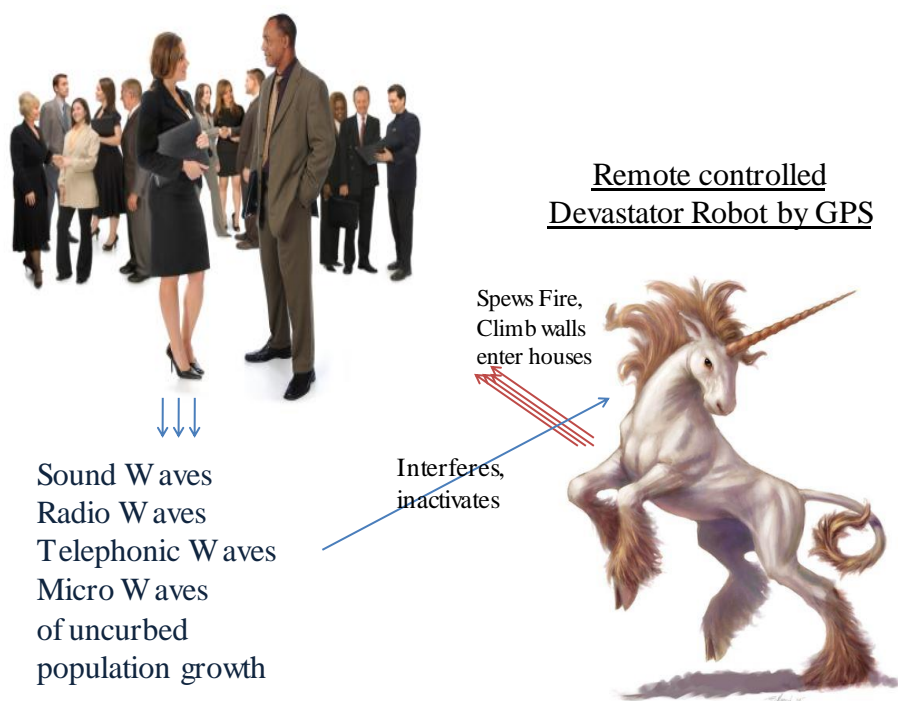 Remote controlled
Devastator Robot by GPS
Spews Fire,
Climb walls
enter houses
Interferes,
inactivates
Sound Waves
Radio Waves
Telephonic Waves
Micro Waves
of uncurbed
population growth